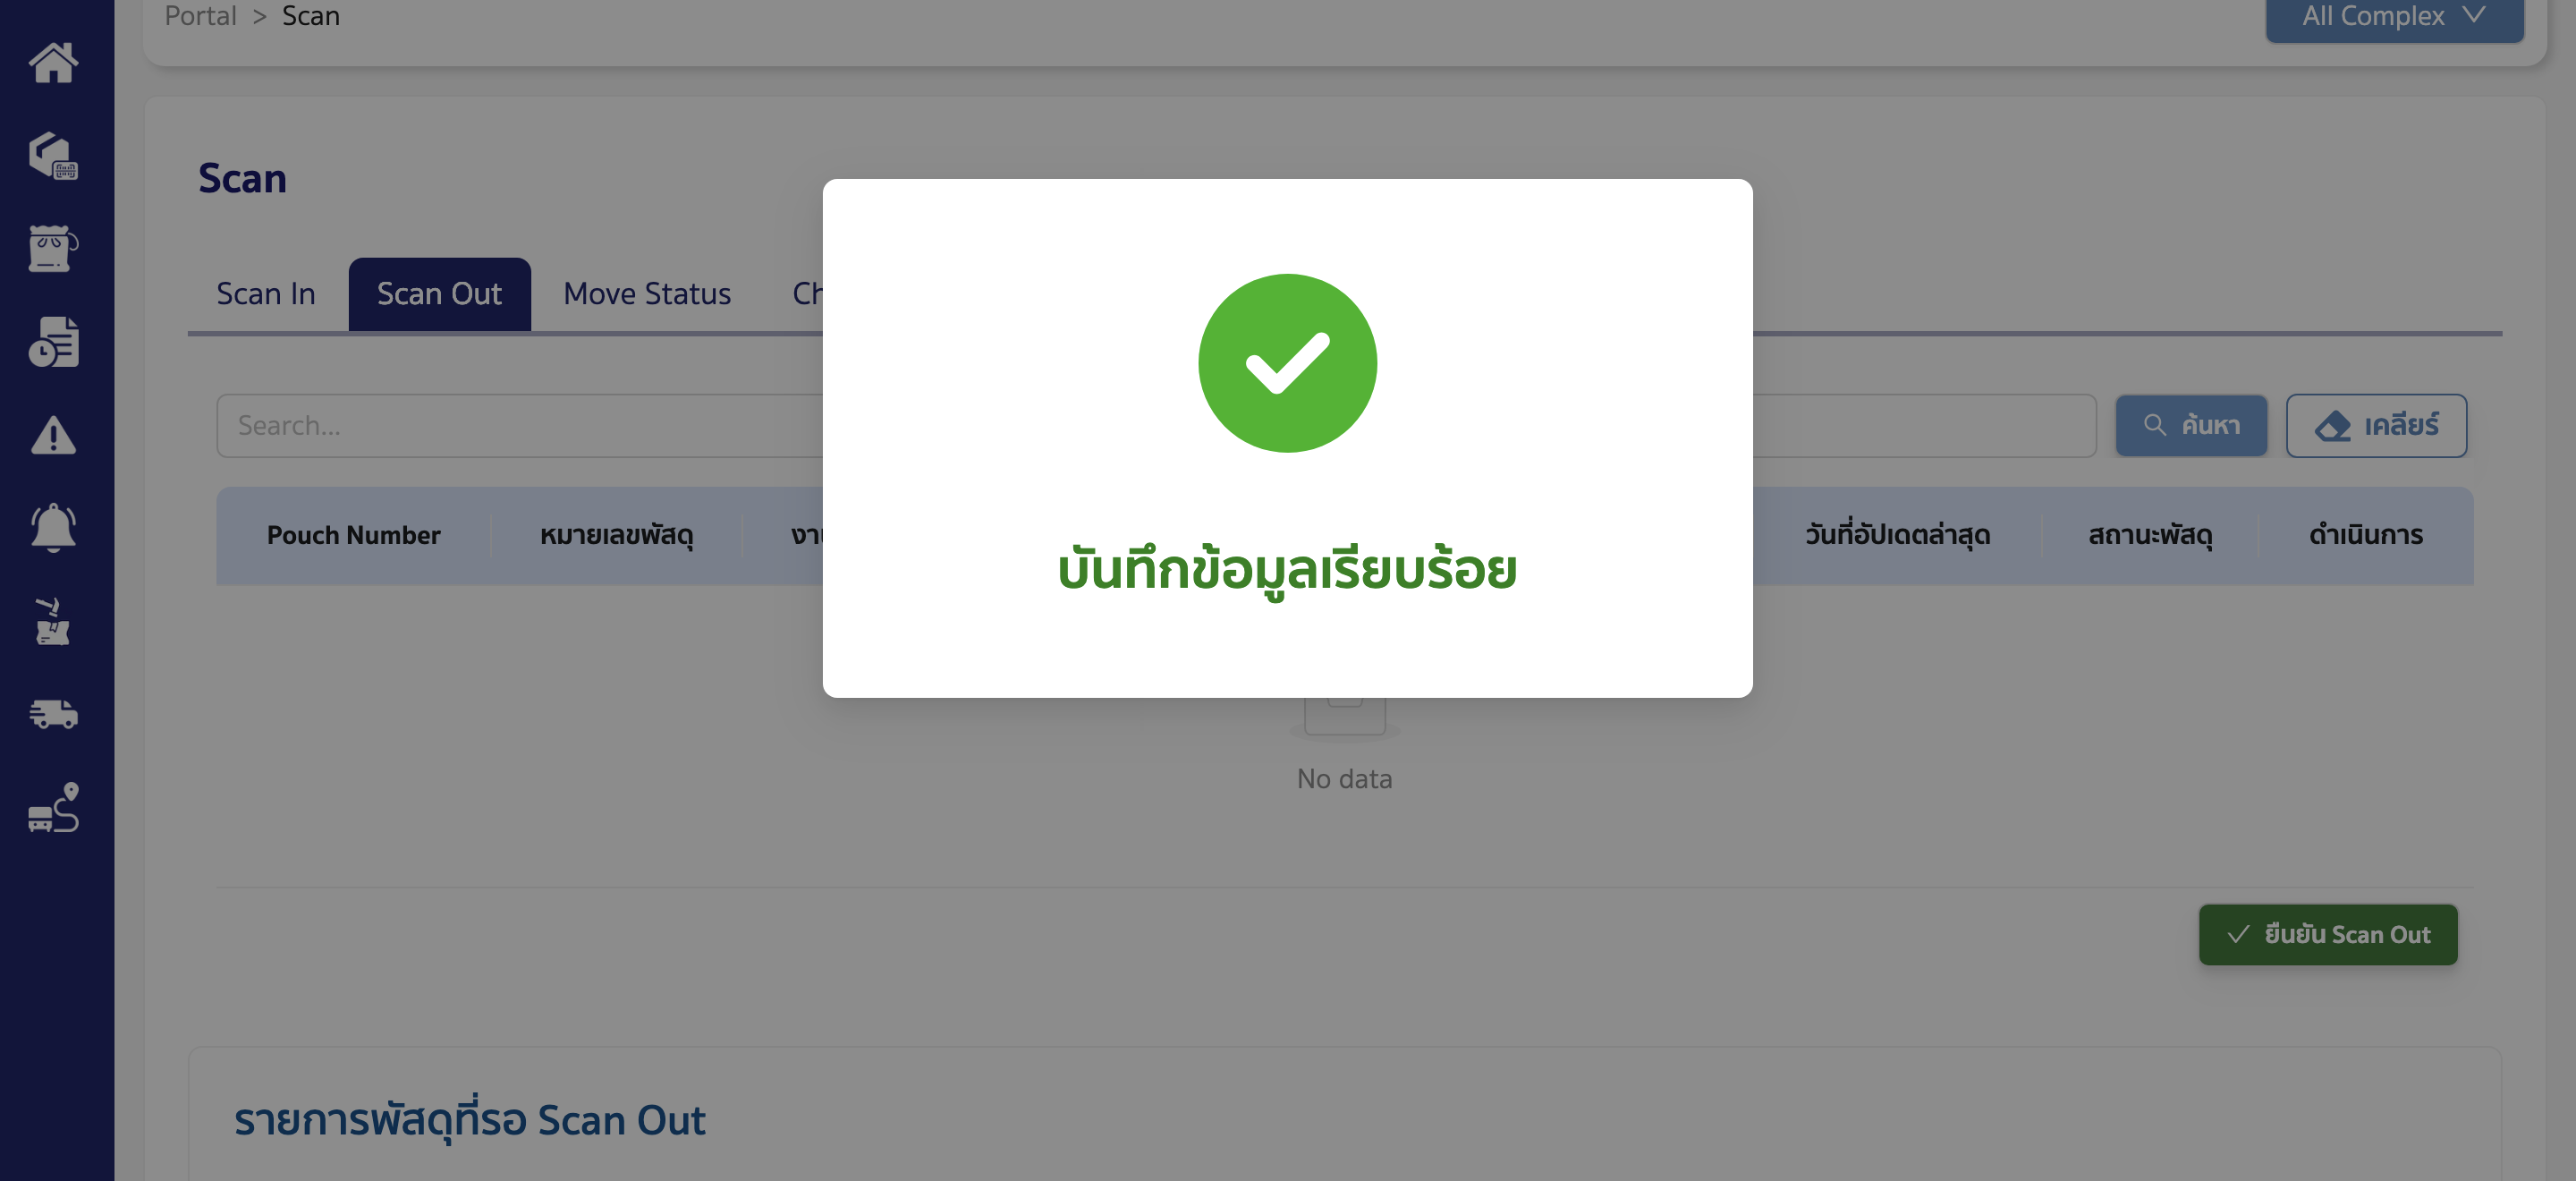 Portal > Scan
All Complex
Scan
Scan In
Scan Out
Move Status
Search...
ค้นหา
เคลียร์
Pouch Number
หมายเลขพัสดุ
วันที่อัปเดตล่าสุด
สถานะพัสดุ
ดำเนินการ
บันทึกข้อมูลเรียบร้อย
No data
ยืนยัน Scan Out
รายการพัสดุที่รอ Scan Out